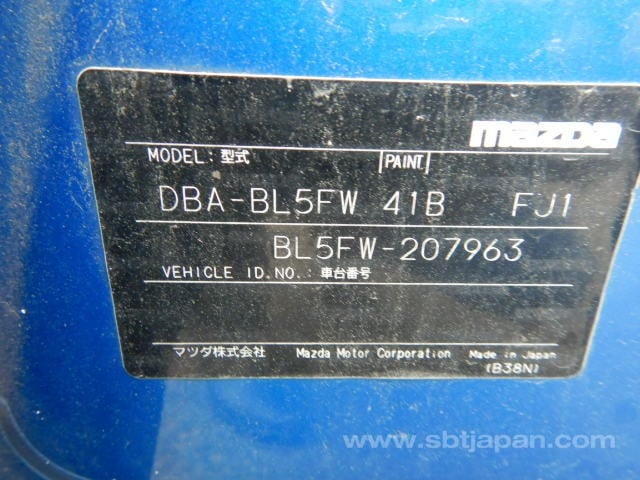 mazda
MODEL: 型式 PAINT
DBA-BL5FW 41B FJ1
BL5FW-207963
VEHICLE ID.NO.: 車台番号
マツダ株式会社 Mazda Motor Corporation Made in Japan
(B38N)
www.sbtjapan.com